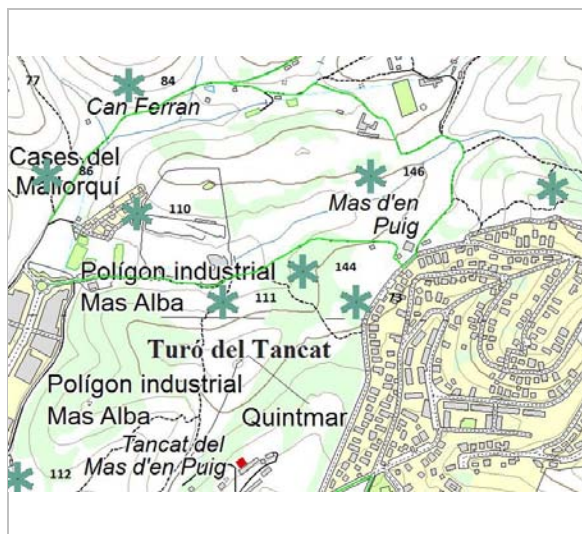 77
84
Can Ferran
Cases del
Mallorquí
86
110
146
Mas d'en
Puig
Polígon industrial
Mas Alba
144
111
73
Turó del Tancat
Polígon industrial
Mas Alba
Quintmar
Tancat del
Mas d'en Puig
112